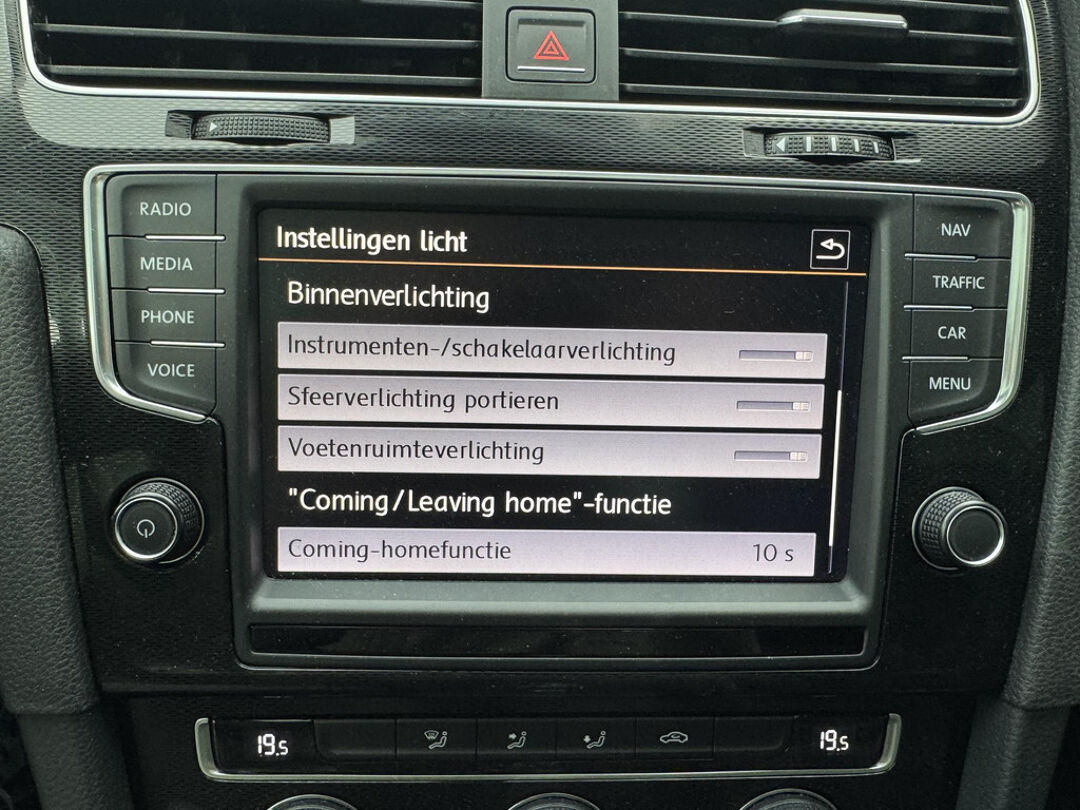 RADIO
MEDIA
PHONE
VOICE
Instellingen licht
Binnenverlichting
Instrumenten-/schakelaarverlichting
Sfeerverlichting portieren
Voetenruimteverlichting
"Coming/Leaving home"-functie
Coming-homefunctie 10 s
NAV
TRAFFIC
CAR
MENU
19.5
19.5